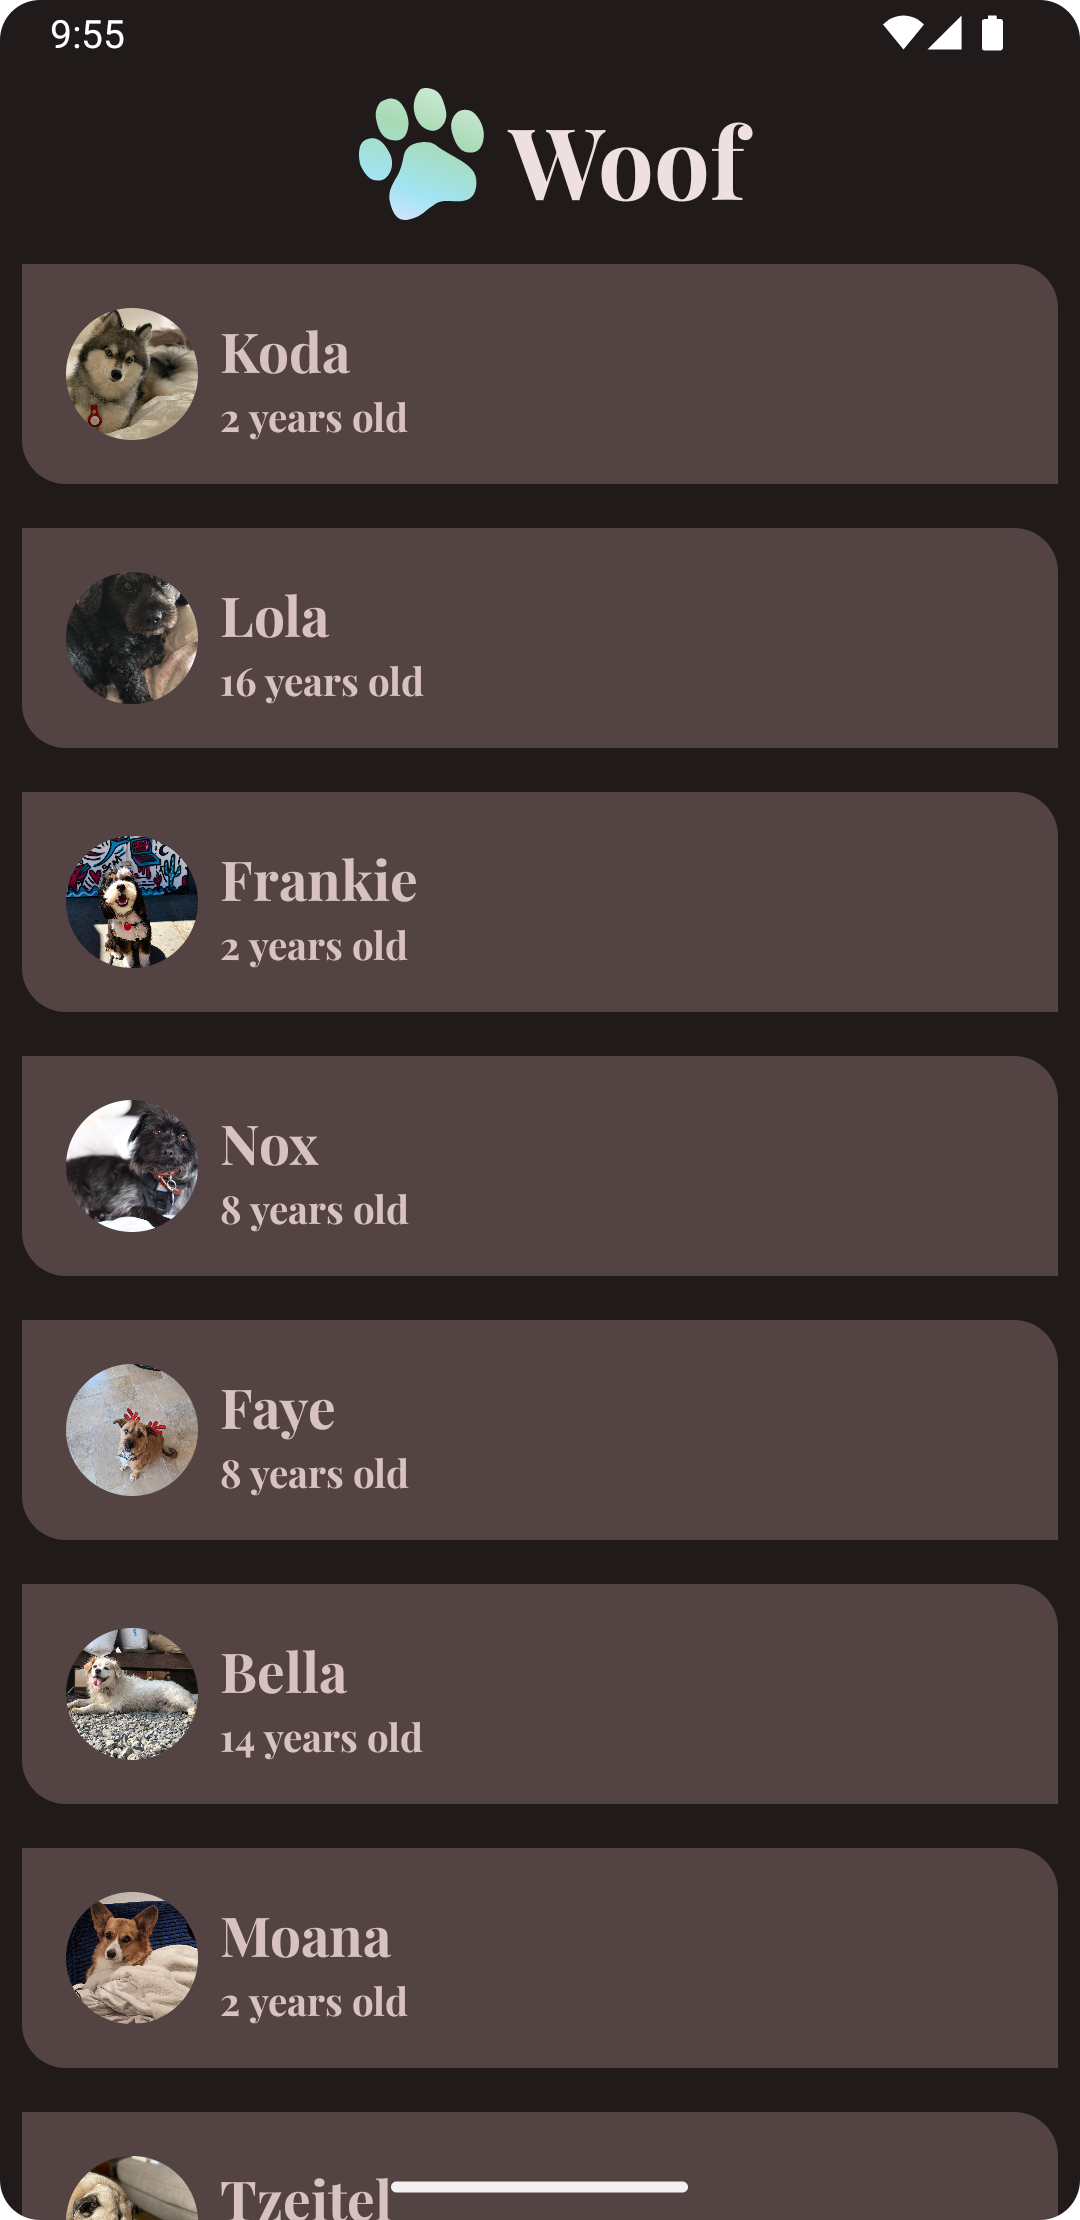 9:55
Woof
Koda
2 years old
Lola
16 years old
Frankie
2 years old
Nox
8 years old
Faye
8 years old
Bella
14 years old
Moana
2 years old
Tzeitel